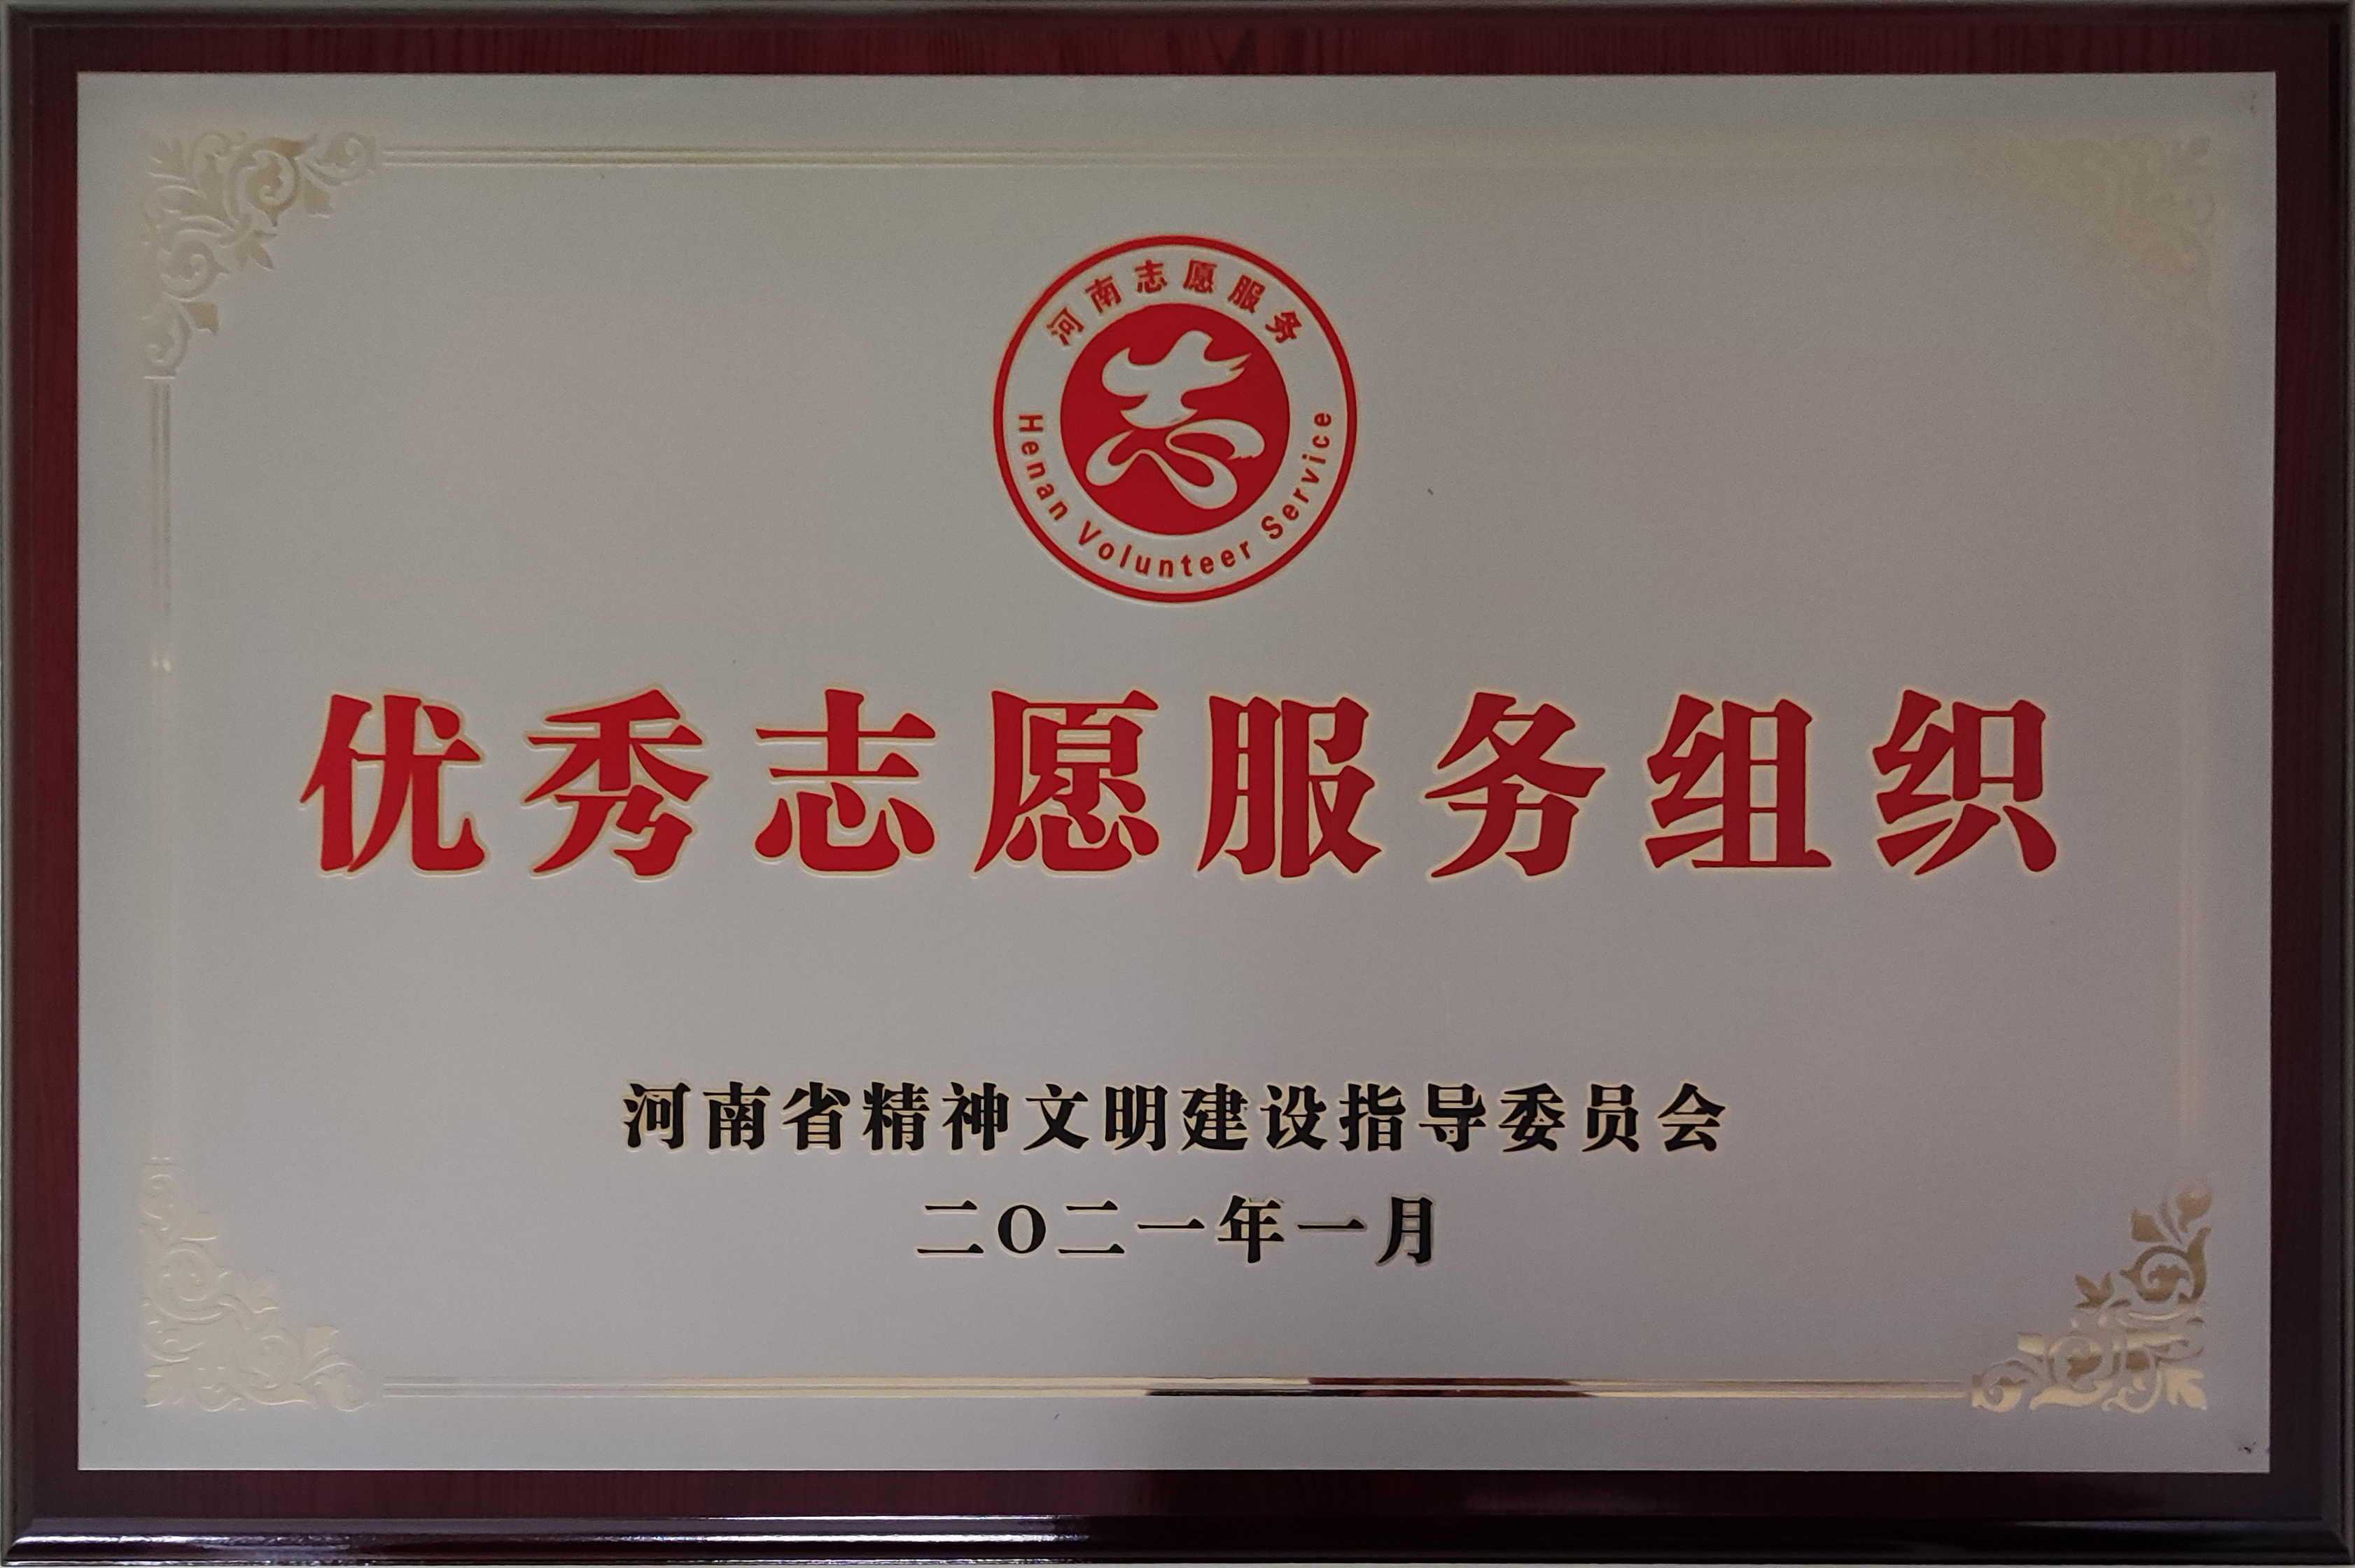 河南志愿服务
Henan Volunteer Service
优秀志愿服务组织
河南省精神文明建设指导委员会
二〇二一年一月